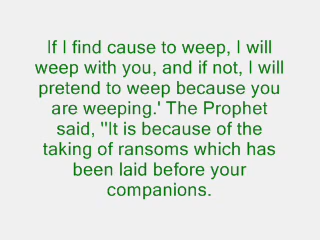 If I find cause to weep, I will
weep with you, and if not, I will
pretend to weep because you
are weeping.' The Prophet
said, ''It is because of the
taking of ransoms which has
been laid before your
companions.